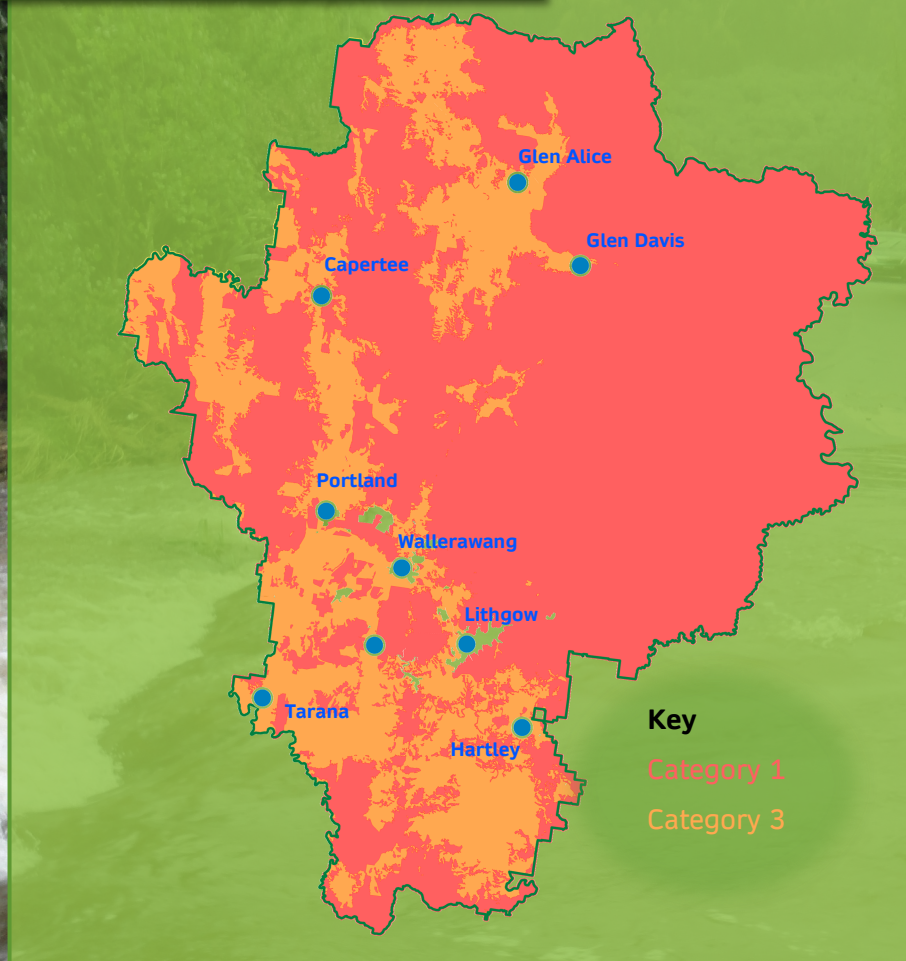 Glen Alice
Glen Davis
Capertee
Portland
Wallerawang
Lithgow
Tarana
Hartley
Key
Category 1
Category 3